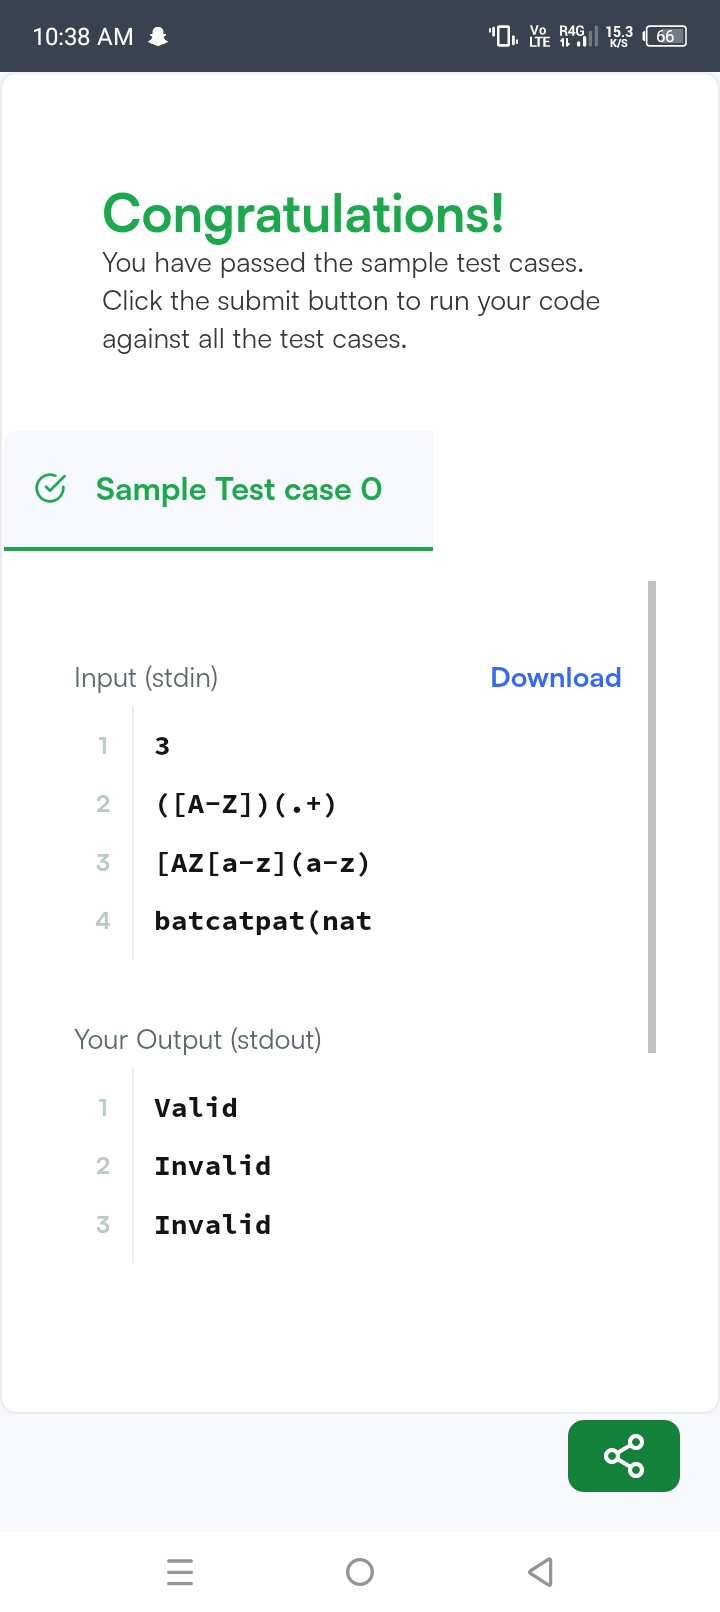 10:38 AM
Vo LTE R4G 15.3 K/S 66
Congratulations!
You have passed the sample test cases.
Click the submit button to run your code
against all the test cases.
Sample Test case 0
Input (stdin) Download
1 3
2 ([A-Z])(.+)
3 [AZ[a-z](a-z)
4 batcatpat(nat
Your Output (stdout)
1 Valid
2 Invalid
3 Invalid